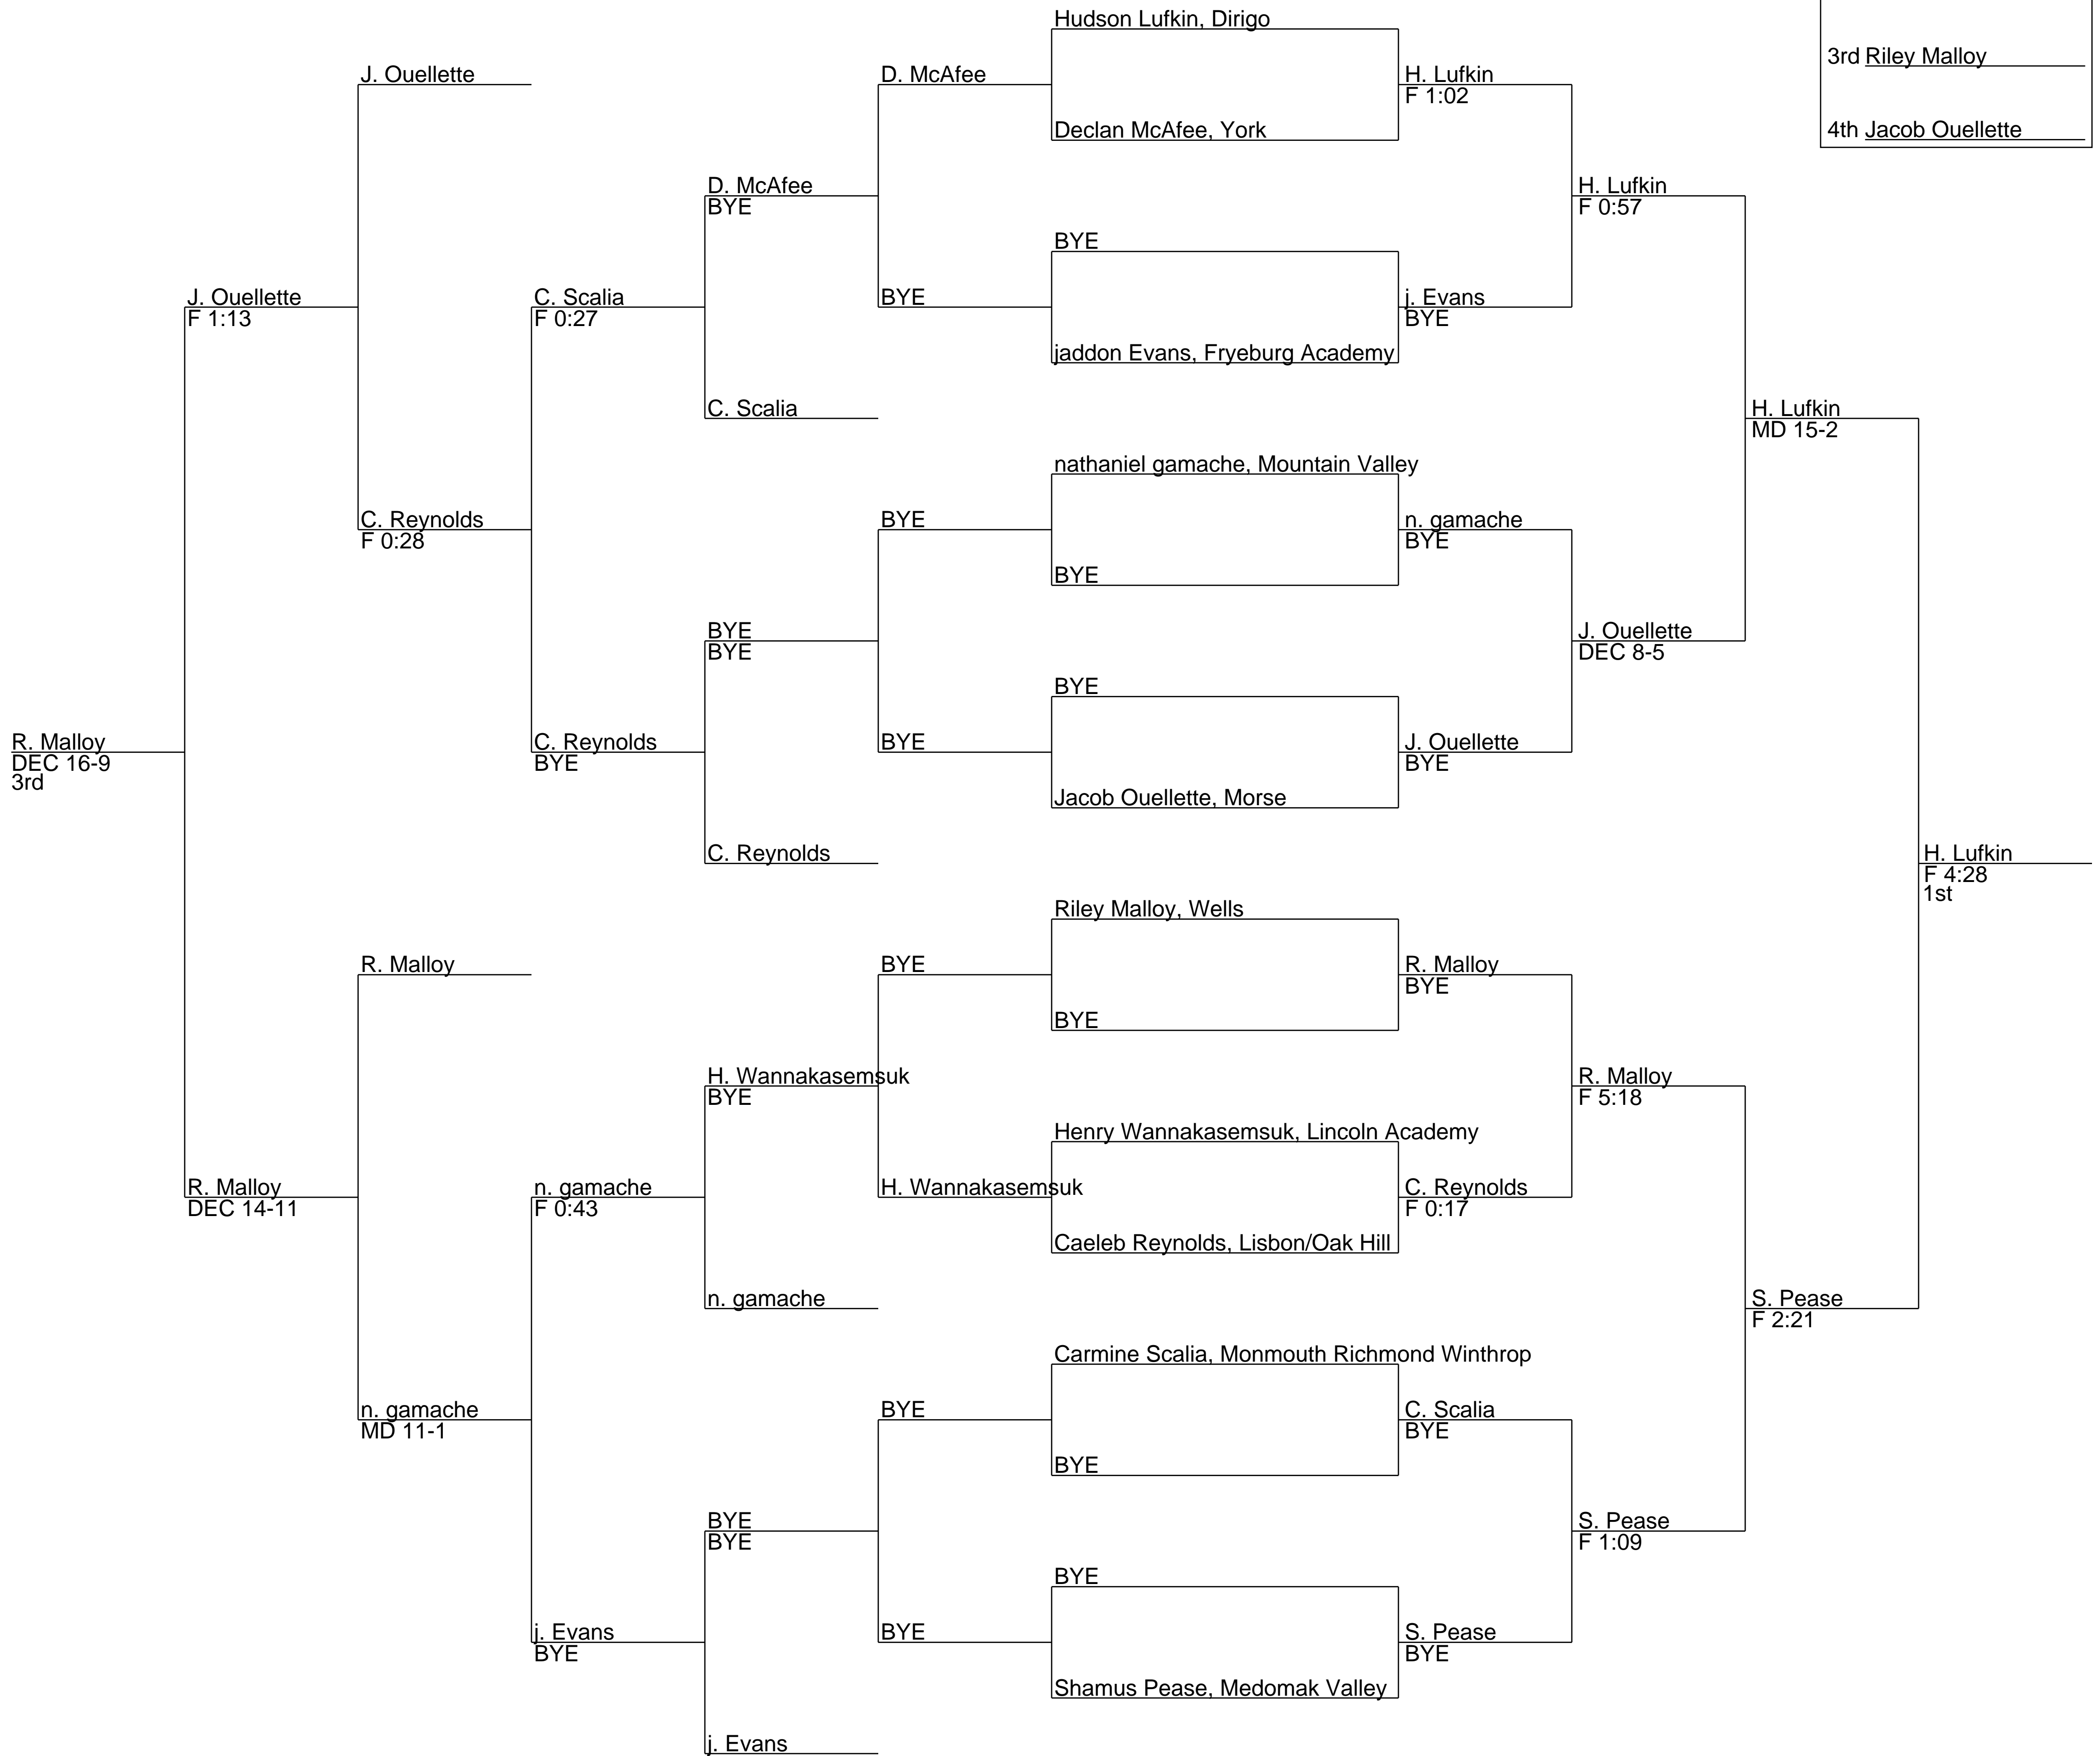 Hudson Lufkin, Dirigo
3rd Riley Malloy
J. Ouellette
D. McAfee
H. Lufkin
F 1:02
4th Jacob Ouellette
Declan McAfee, York
D. McAfee
BYE
H. Lufkin
F 0:57
BYE
J. Ouellette
F 1:13
C. Scalia
F 0:27
BYE
j. Evans
BYE
jaddon Evans, Fryeburg Academy
C. Scalia
H. Lufkin
MD 15-2
nathaniel gamache, Mountain Valley
C. Reynolds
F 0:28
BYE
n. gamache
BYE
BYE
BYE
BYE
J. Ouellette
DEC 8-5
BYE
R. Malloy
DEC 16-9
3rd
C. Reynolds
BYE
BYE
J. Ouellette
BYE
Jacob Ouellette, Morse
C. Reynolds
H. Lufkin
F 4:28
1st
Riley Malloy, Wells
R. Malloy
BYE
R. Malloy
BYE
BYE
H. Wannakasemsuk
BYE
R. Malloy
F 5:18
Henry Wannakasemsuk, Lincoln Academy
R. Malloy
DEC 14-11
n. gamache
F 0:43
H. Wannakasemsuk
C. Reynolds
F 0:17
Caeleb Reynolds, Lisbon/Oak Hill
n. gamache
S. Pease
F 2:21
Carmine Scalia, Monmouth Richmond Winthrop
n. gamache
MD 11-1
BYE
C. Scalia
BYE
BYE
BYE
BYE
S. Pease
F 1:09
BYE
j. Evans
BYE
BYE
S. Pease
BYE
Shamus Pease, Medomak Valley
j. Evans